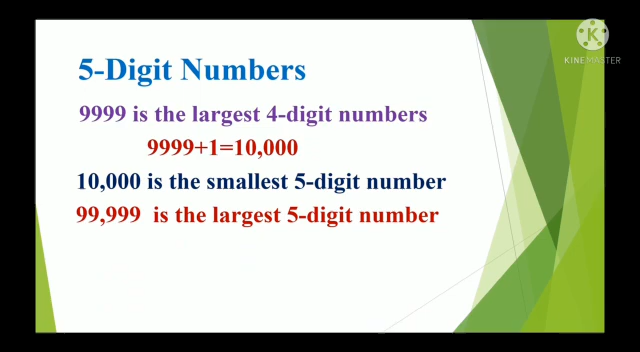 5-Digit Numbers
K
KINEMASTER
9999 is the largest 4-digit numbers
9999+1=10,000
10,000 is the smallest 5-digit number
99,999 is the largest 5-digit number